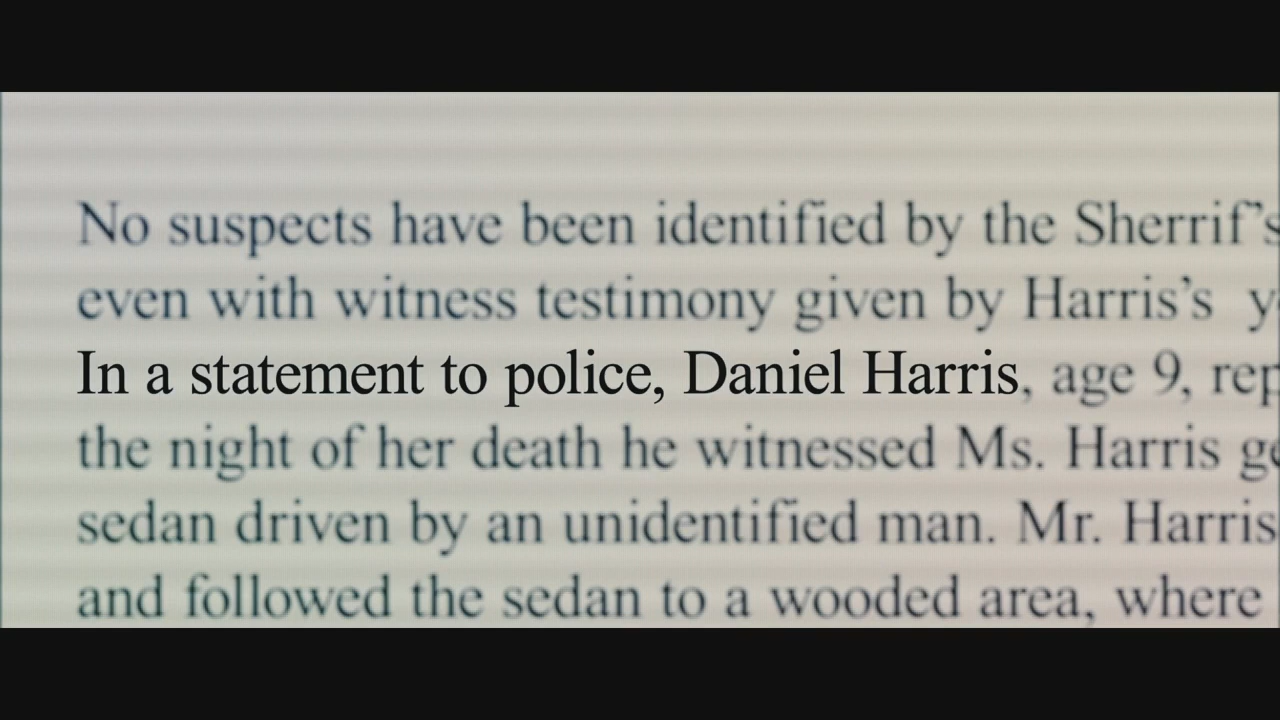 No suspects have been identified by the Sherrif's
even with witness testimony given by Harris's
In a statement to police, Daniel Harris, age 9,
the night of her death he witnessed Ms. Harris
sedan driven by an unidentified man. Mr. Harris
and followed the sedan to a wooded area, where